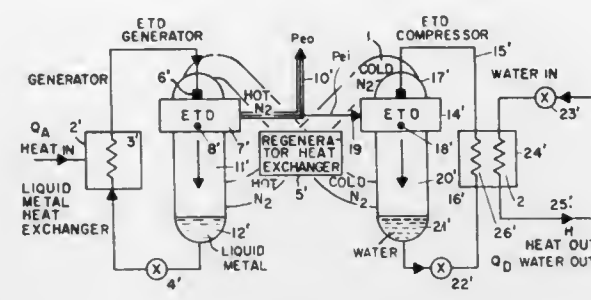 ETD
GENERATOR
Peo
1
ETD
COMPRESSOR
15'
GENERATOR
6'
10'
Pei
COLD
N2
17'
WATER IN
HOT
N2
23'
QA
2'
3'
HEAT IN
ETD
ETD
14'
8'
7'
19
18'
24'
REGENERA-
TOR HEAT
EXCHANGER
11'
20'
LIQUID
METAL
HEAT
EXCHANGER
HOT
N2
5'
COLD
N2
16'
2
25'
12'
21'
26'
H
HEAT OUT
LIQUID
METAL
WATER
QD
WATER OUT
4'
22'